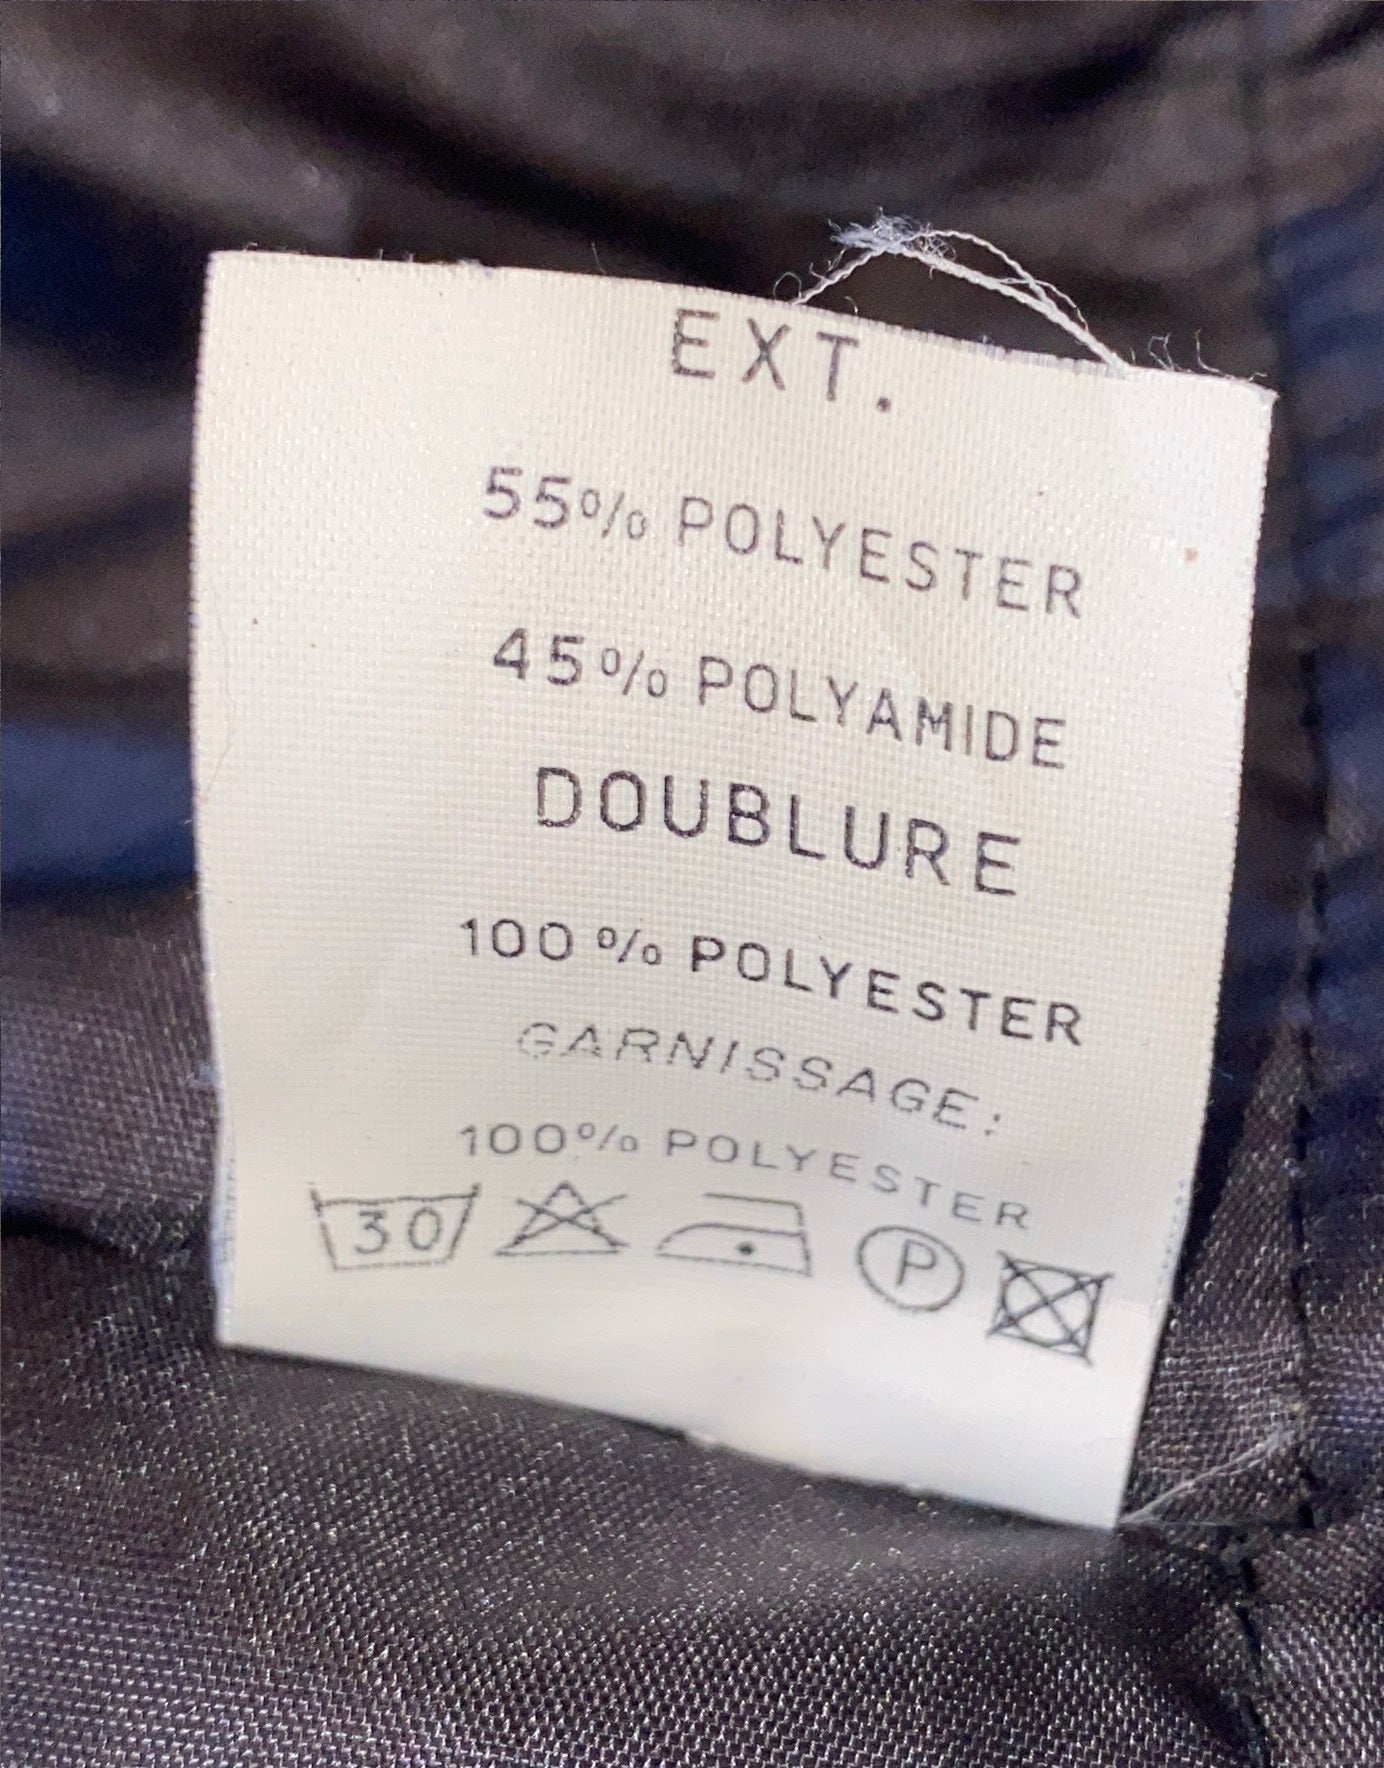 EXT.
55% POLYESTER
45% POLYAMIDE
DOUBLURE
100% POLYESTER
GARNISSAGE:
100% POLYESTER
30 P